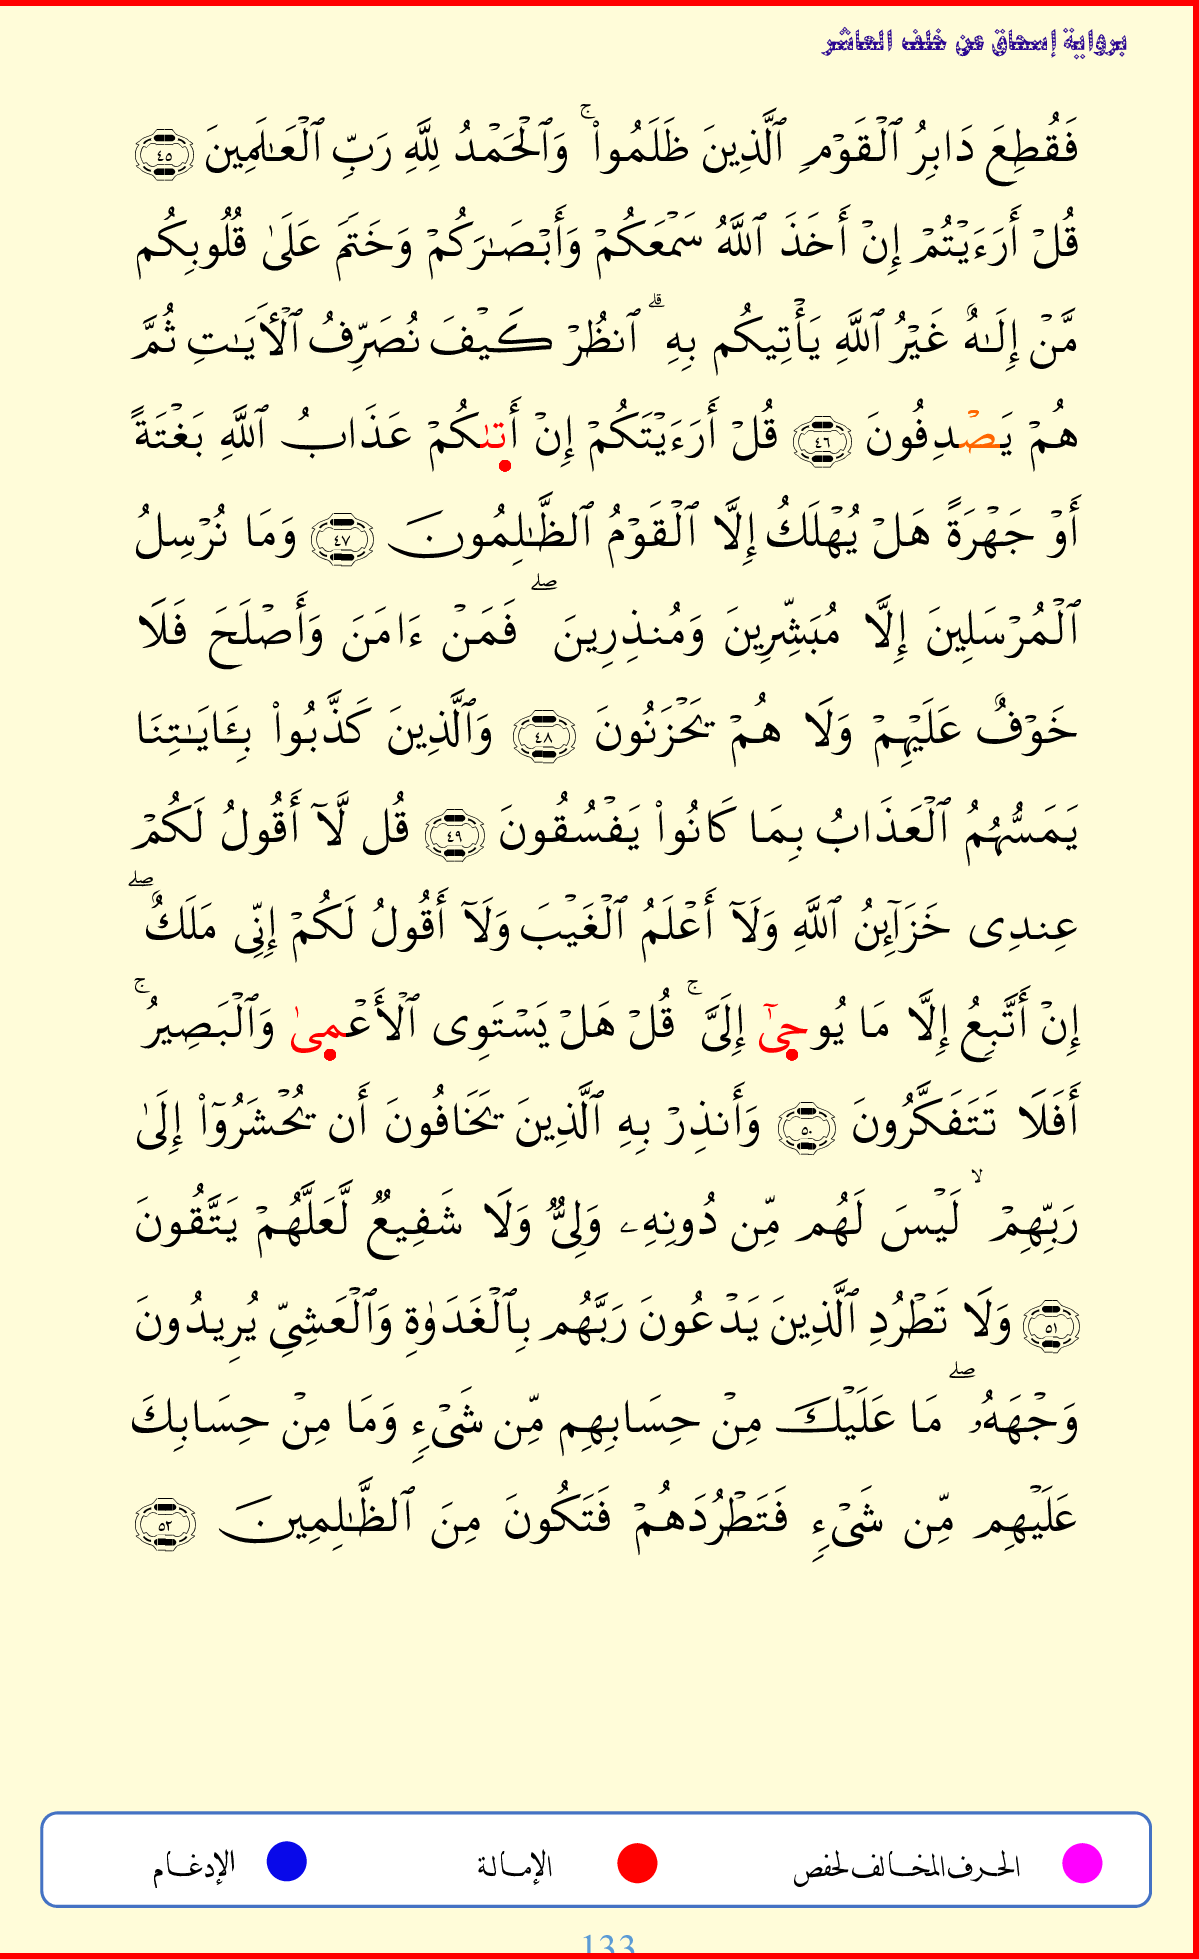 برواية إسحاق عن خلف العاشر
فَقُطِعَ دَابِرُ ٱلۡقَوۡمِ ٱلَّذِينَ ظَلَمُواْۚ وَٱلۡحَمۡدُ لِلَّهِ رَبِّ ٱلۡعَـٰلَمِينَ ٤٥
قُلۡ أَرَءَيۡتُمۡ إِنۡ أَخَذَ ٱللَّهُ سَمۡعَكُمۡ وَأَبۡصَـٰرَكُمۡ وَخَتَمَ عَلَىٰ قُلُوبِكُم
مَّنۡ إِلَـٰهٌ غَيۡرُ ٱللَّهِ يَأۡتِيكُم بِهِۗ ٱنظُرۡ كَيۡفَ نُصَرِّفُ ٱلۡأٓيَـٰتِ ثُمَّ
هُمۡ يَصۡدِفُونَ ٤٦ قُلۡ أَرَءَيۡتَكُمۡ إِنۡ أَتَىٰكُمۡ عَذَابُ ٱللَّهِ بَغۡتَةً
أَوۡ جَهۡرَةً هَلۡ يُهۡلَكُ إِلَّا ٱلۡقَوۡمُ ٱلظَّـٰلِمُونَ ٤٧ وَمَا نُرۡسِلُ
ٱلۡمُرۡسَلِينَ إِلَّا مُبَشِّرِينَ وَمُنذِرِينَۖ فَمَنۡ ءَامَنَ وَأَصۡلَحَ فَلَا
خَوۡفٌ عَلَيۡهِمۡ وَلَا هُمۡ يَحۡزَنُونَ ٤٨ وَٱلَّذِينَ كَذَّبُواْ بِـَٔايَـٰتِنَا
يَمَسُّهُمُ ٱلۡعَذَابُ بِمَا كَانُواْ يَفۡسُقُونَ ٤٩ قُل لَّآ أَقُولُ لَكُمۡ
عِندِى خَزَآئِنُ ٱللَّهِ وَلَآ أَعۡلَمُ ٱلۡغَيۡبَ وَلَآ أَقُولُ لَكُمۡ إِنِّى مَلَكٌۖ
إِنۡ أَتَّبِعُ إِلَّا مَا يُوحِىٰٓ إِلَىَّۚ قُلۡ هَلۡ يَسۡتَوِى ٱلۡأَعۡمِىٰ وَٱلۡبَصِيرُۚ
أَفَلَا تَتَفَكَّرُونَ ٥٠ وَأَنذِرۡ بِهِ ٱلَّذِينَ يَخَافُونَ أَن يُحۡشَرُوٓاْ إِلَىٰ
رَبِّهِمۡۙ لَيۡسَ لَهُم مِّن دُونِهِۦ وَلِىٌّ وَلَا شَفِيعٌ لَّعَلَّهُمۡ يَتَّقُونَ
٥١ وَلَا تَطۡرُدِ ٱلَّذِينَ يَدۡعُونَ رَبَّهُم بِٱلۡغَدَوٰةِ وَٱلۡعَشِىِّ يُرِيدُونَ
وَجۡهَهُۥۖ مَا عَلَيۡكَ مِنۡ حِسَابِهِم مِّن شَىۡءٍ وَمَا مِنۡ حِسَابِكَ
عَلَيۡهِم مِّن شَىۡءٍ فَتَطۡرُدَهُمۡ فَتَكُونَ مِنَ ٱلظَّـٰلِمِينَ ٥٢
الحرف المخالف لحفص الإمالة الإدغام
133